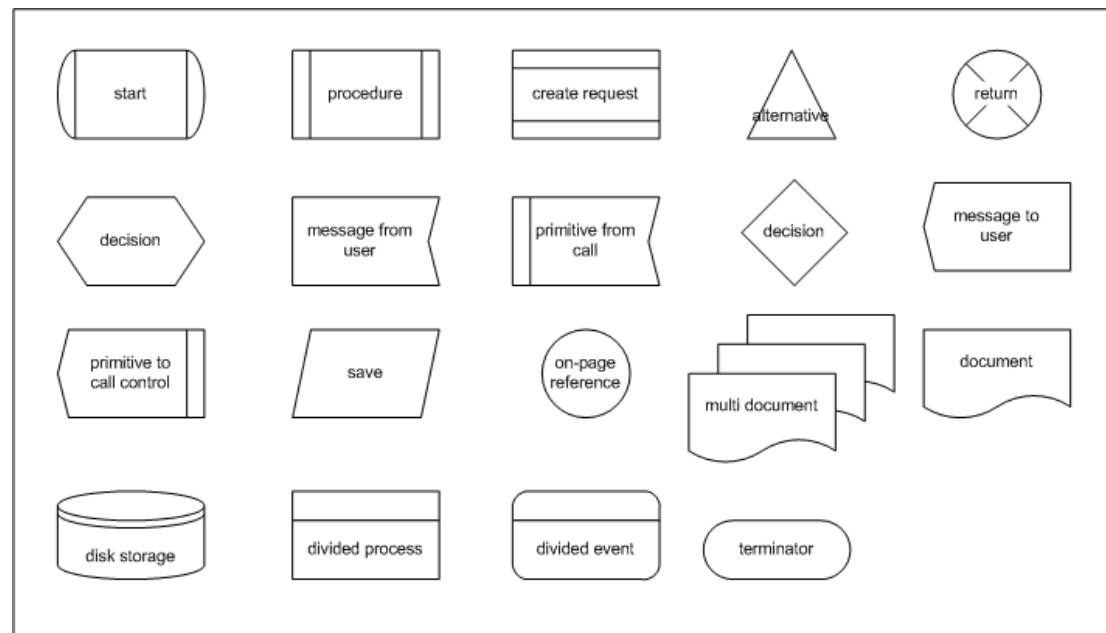 start
procedure
create request
alternative
return
decision
message from
user
primitive from
call
decision
message to
user
primitive to
call control
save
on-page
reference
multi document
document
disk storage
divided process
divided event
terminator